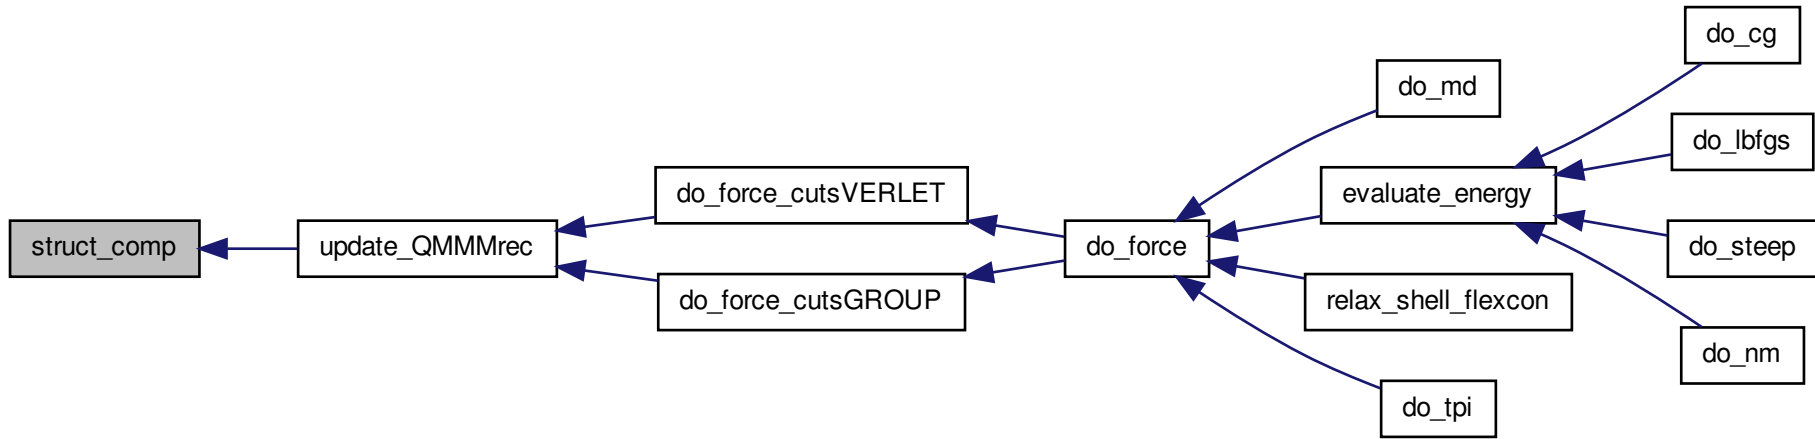 struct_comp
update_QMMMrec
do_force_cutsVERLET
do_force_cutsGROUP
do_force
do_md
evaluate_energy
relax_shell_flexcon
do_tpi
do_cg
do_lbfgs
do_steep
do_nm